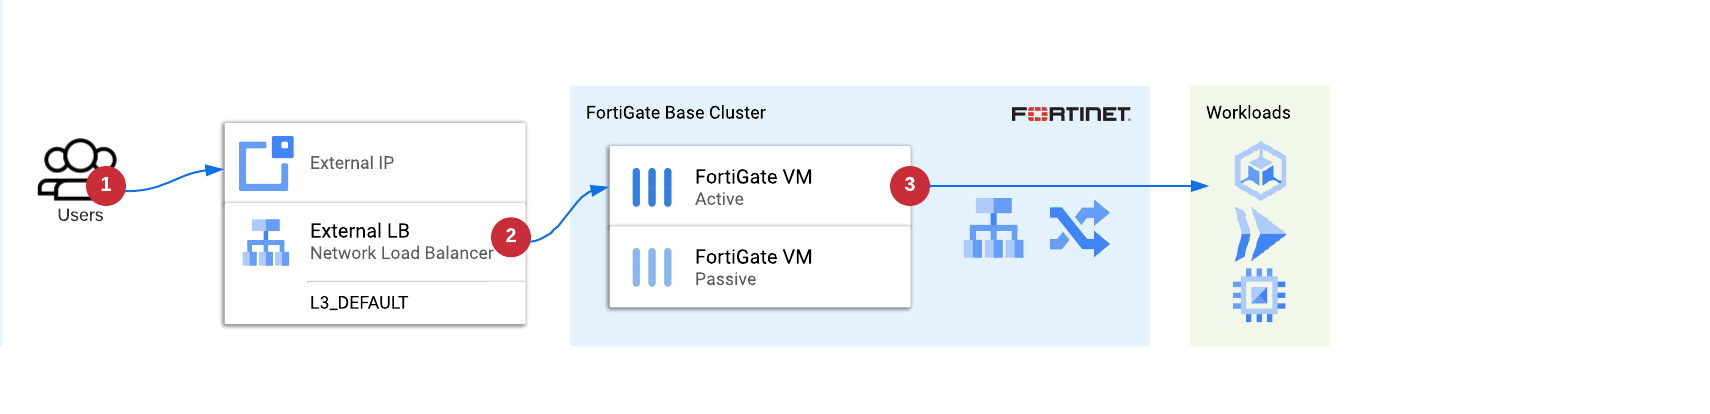 1
Users
External IP
External LB
Network Load Balancer
L3_DEFAULT
2
FortiGate Base Cluster
FORTINET.
FortiGate VM
Active
3
FortiGate VM
Passive
Workloads